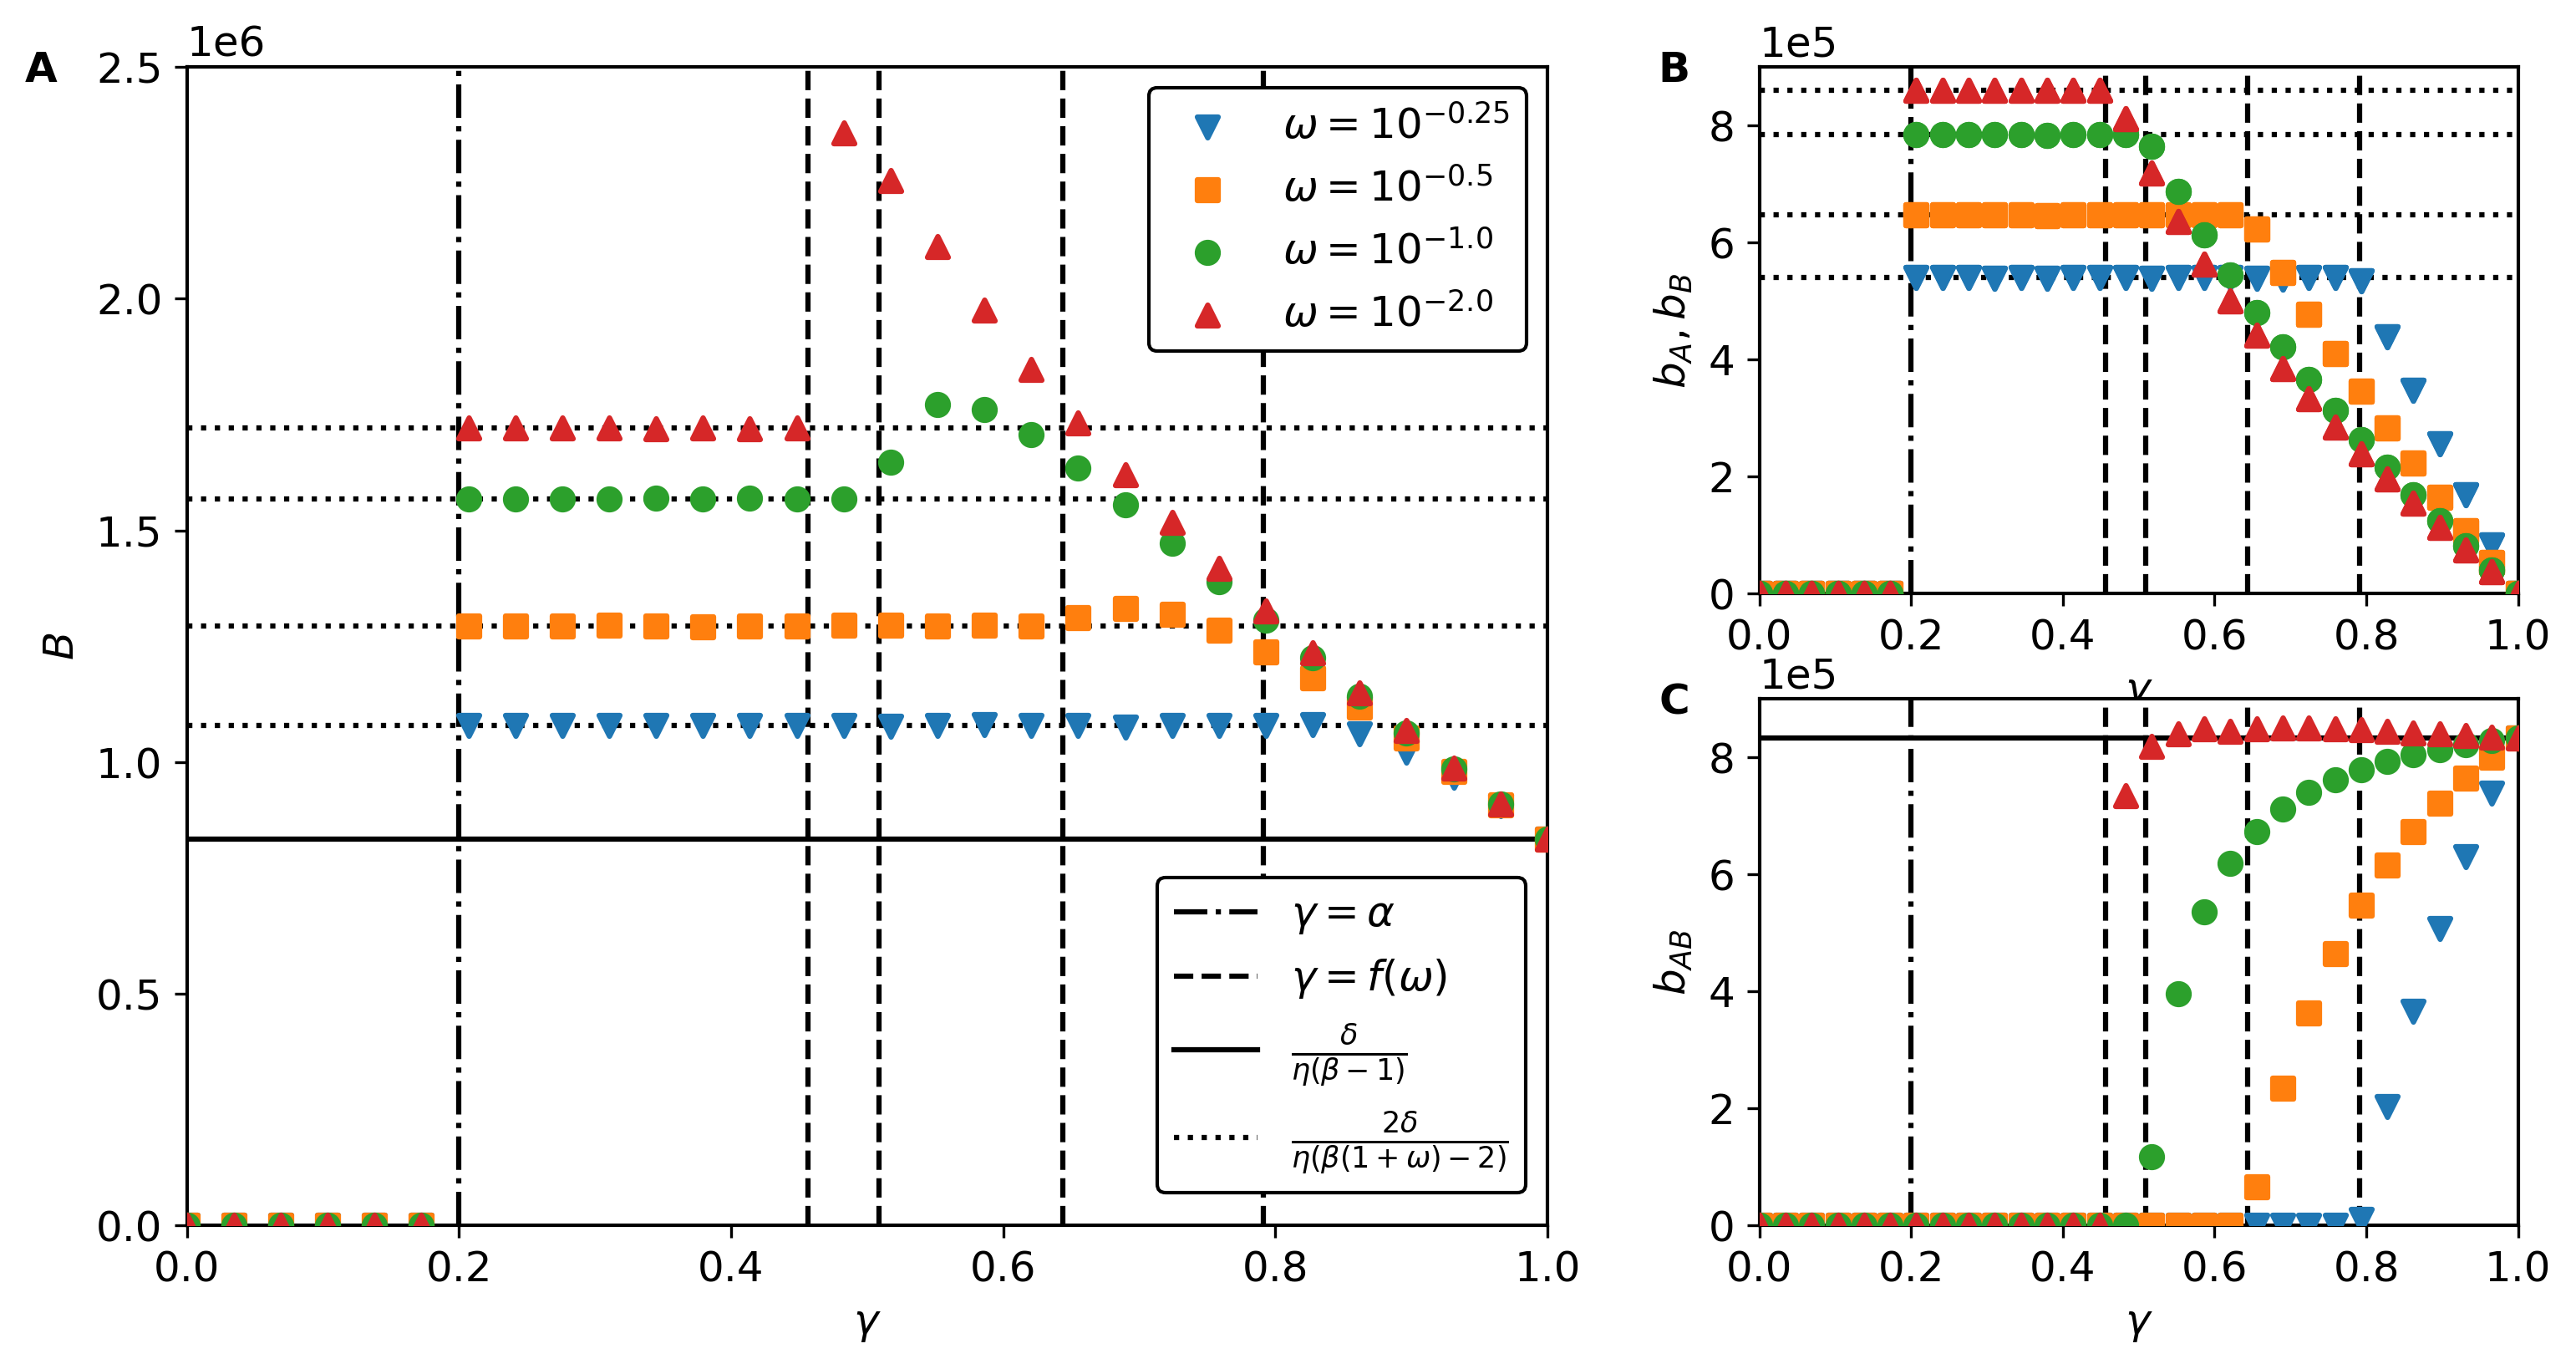 A
1e6
2.5
2.0
1.5
1.0
0.5
0.0
B
0.0 0.2 0.4 0.6 0.8 1.0
γ
ω = 10^{-0.25}
ω = 10^{-0.5}
ω = 10^{-1.0}
ω = 10^{-2.0}
γ = α
γ = f(ω)
\frac{δ}{η(β − 1)}
\frac{2δ}{η(β(1 + ω) − 2)}
B
1e5
8
6
4
2
0
b_A, b_B
0.0 0.2 0.4 0.6 0.8 1.0
γ
C
1e5
8
6
4
2
0
b_{AB}
0.0 0.2 0.4 0.6 0.8 1.0
γ